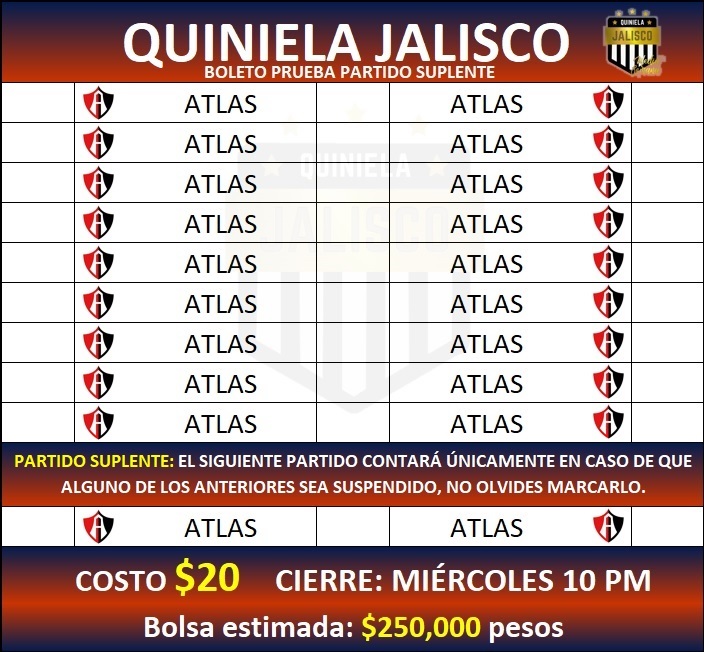 QUINIELA JALISCO
BOLETO PRUEBA PARTIDO SUPLENTE
QUINIELA
JALISCO
ATLAS ATLAS
ATLAS ATLAS
ATLAS ATLAS
ATLAS ATLAS
ATLAS ATLAS
ATLAS ATLAS
ATLAS ATLAS
ATLAS ATLAS
ATLAS ATLAS
QUINIELA
JALISCO
PARTIDO SUPLENTE: EL SIGUIENTE PARTIDO CONTARÁ ÚNICAMENTE EN CASO DE QUE
ALGUNO DE LOS ANTERIORES SEA SUSPENDIDO, NO OLVIDES MARCARLO.
ATLAS ATLAS
COSTO $20 CIERRE: MIÉRCOLES 10 PM
Bolsa estimada: $250,000 pesos